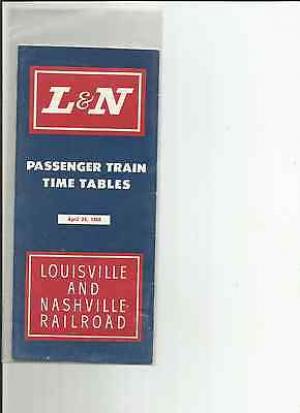 L&N
PASSENGER TRAIN
TIME TABLES
April
LOUISVILLE
AND
NASHVILLE
RAILROAD